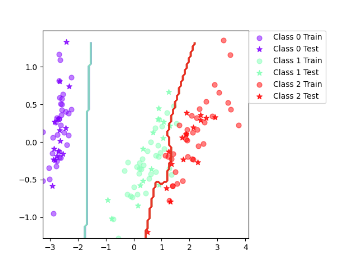 Class 0 Train
Class 0 Test
Class 1 Train
Class 1 Test
Class 2 Train
Class 2 Test
1.0
0.5
0.0
−0.5
−1.0
−3 −2 −1 0 1 2 3 4